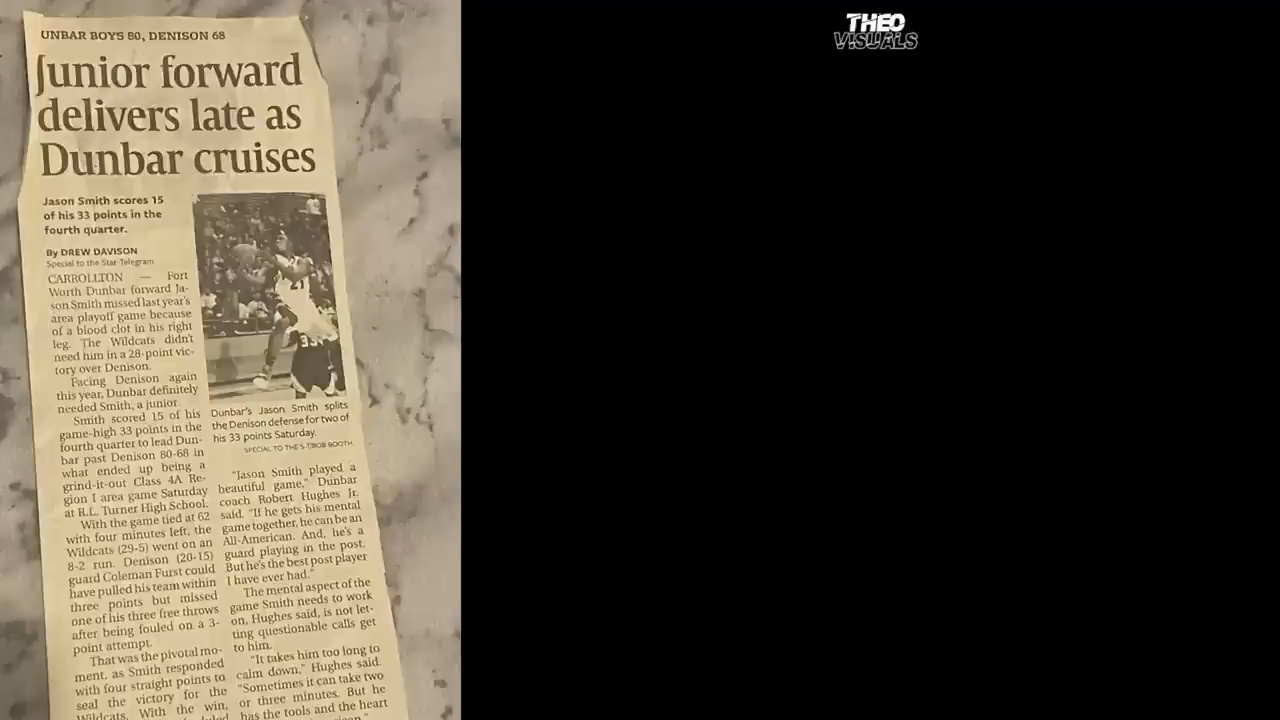 UNBAR BOYS 80, DENISON 68
Junior forward
delivers late as
Dunbar cruises
Jason Smith scores 15
of his 33 points in the
fourth quarter.
By DREW DAVISON
Special to the Star-Telegram
CARROLLTON — Fort
Worth Dunbar forward Ja-
son Smith missed last year's
area playoff game because
of a blood clot in his right
leg. The Wildcats didn't
need him in a 28-point vic-
tory over Denison.
Facing Denison again
this year, Dunbar definitely
needed Smith, a junior.
Smith scored 15 of his
game-high 33 points in the
fourth quarter to lead Dun-
bar past Denison 80-68 in
what ended up being a
grind-it-out Class 4A Re-
gion I area game Saturday
at R.L. Turner High School.
With the game tied at 62
with four minutes left, the
Wildcats (29-5) went on an
8-2 run. Denison (20-15)
guard Coleman Furst could
have pulled his team within
three points but missed
one of his three free throws
after being fouled on a 3-
point attempt.
That was the pivotal mo-
ment, as Smith responded
with four straight points to
seal the victory for the
Wildcats. With the win,
21
33
Dunbar's Jason Smith splits
the Denison defense for two of
his 33 points Saturday.
SPECIAL TO THE S-T/BOB BOOTH
"Jason Smith played a
beautiful game," Dunbar
coach Robert Hughes Jr.
said. "If he gets his mental
game together, he can be an
All-American. And, he's a
guard playing in the post.
But he's the best post player
I have ever had."
The mental aspect of the
game Smith needs to work
on, Hughes said, is not let-
ting questionable calls get
to him.
"It takes him too long to
calm down," Hughes said.
"Sometimes it can take two
or three minutes. But he
has the tools and the heart
THEO
VISUALS